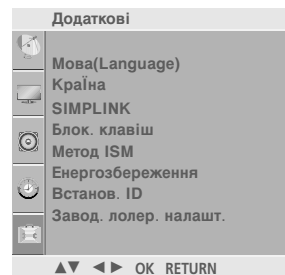 Додаткові
Мова(Language)
КраЇна
SIMPLINK
Блок. клавіш
Метод ISM
Енергозбереження
Встанов. ID
Завод. лолер. налашт.
▲▼ ◄► OK RETURN